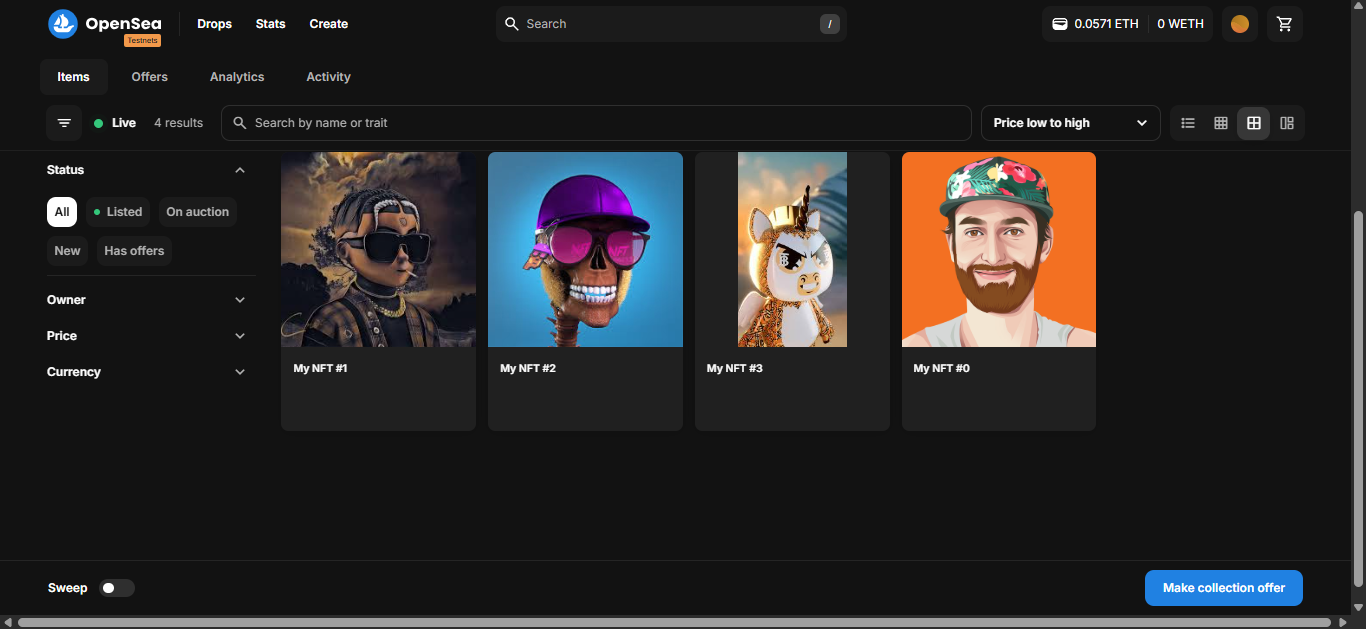 OpenSea
Testnets
Drops
Stats
Create
Search
/
0.0571 ETH
0 WETH
Items
Offers
Analytics
Activity
Live
4 results
Search by name or trait
Price low to high
Status
All
Listed
On auction
New
Has offers
Owner
Price
Currency
NFT
My NFT #1
My NFT #2
My NFT #3
My NFT #0
Sweep
Make collection offer